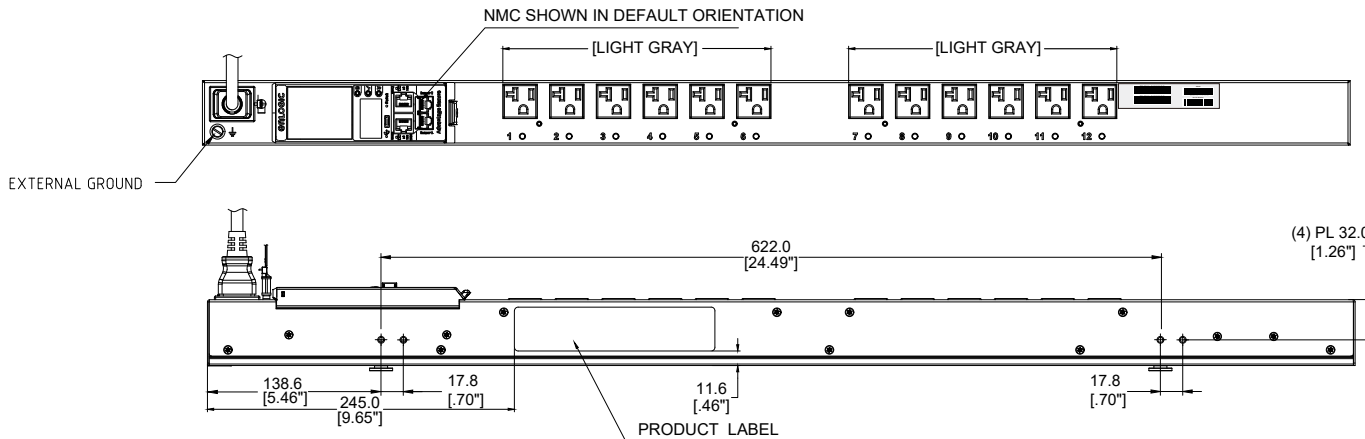 NMC SHOWN IN DEFAULT ORIENTATION
[LIGHT GRAY] [LIGHT GRAY]
1 2 3 4 5 6 7 8 9 10 11 12
EXTERNAL GROUND
622.0
[24.49"]
(4) PL 32.0
[1.26"]
138.6
[5.46"]
17.8
[.70"]
245.0
[9.65"]
11.6
[.46"]
17.8
[.70"]
PRODUCT LABEL